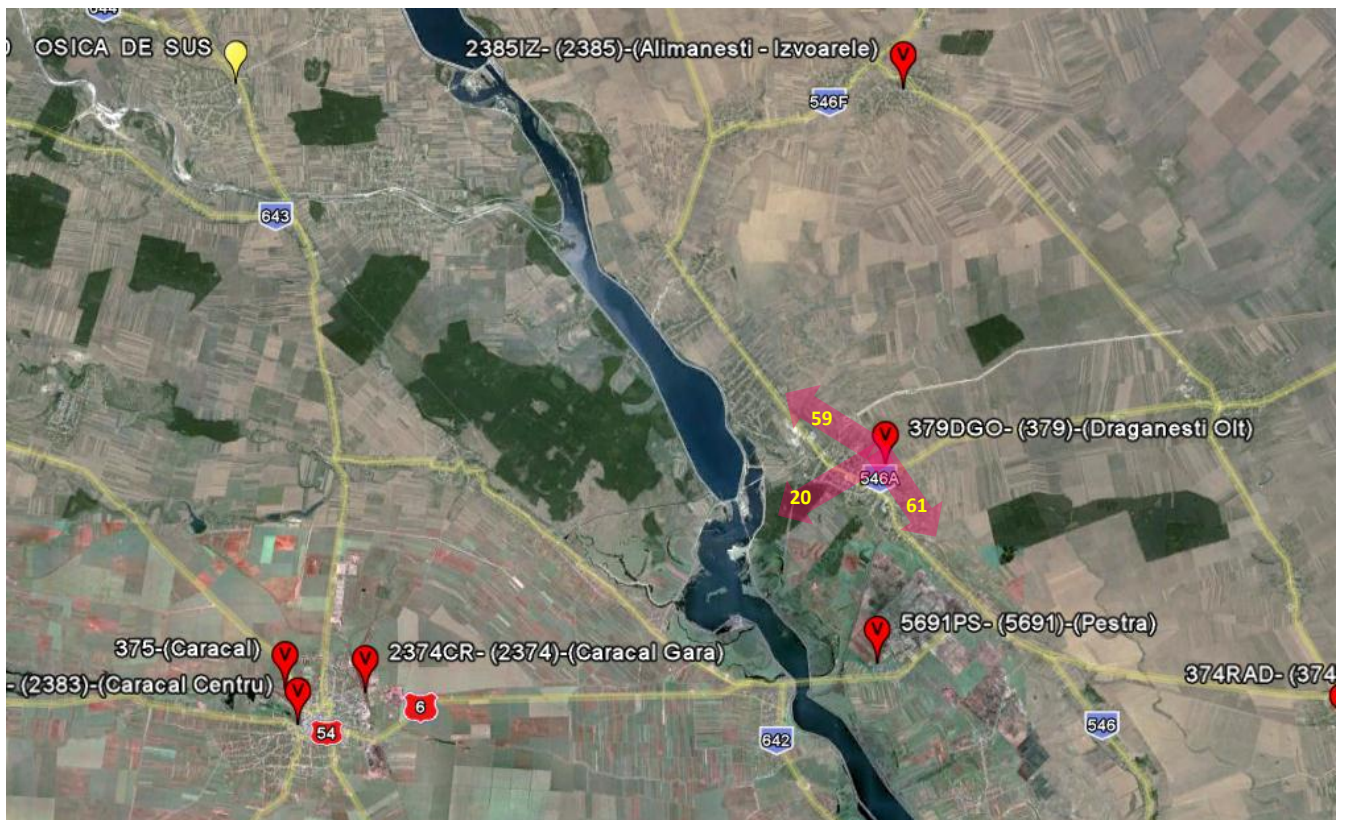 644
OSICA DE SUS
2385IZ- (2385)-(Alimanesti - Izvoarele)
546F
643
59
379DGO- (379)-(Draganesti Olt)
546A
20
61
375-(Caracal)
2374CR- (2374)-(Caracal Gara)
5691PS- (5691)-(Pestra)
- (2383)-(Caracal Centru)
374RAD- (374
6
54
642
546
V
V
V
V
V
V